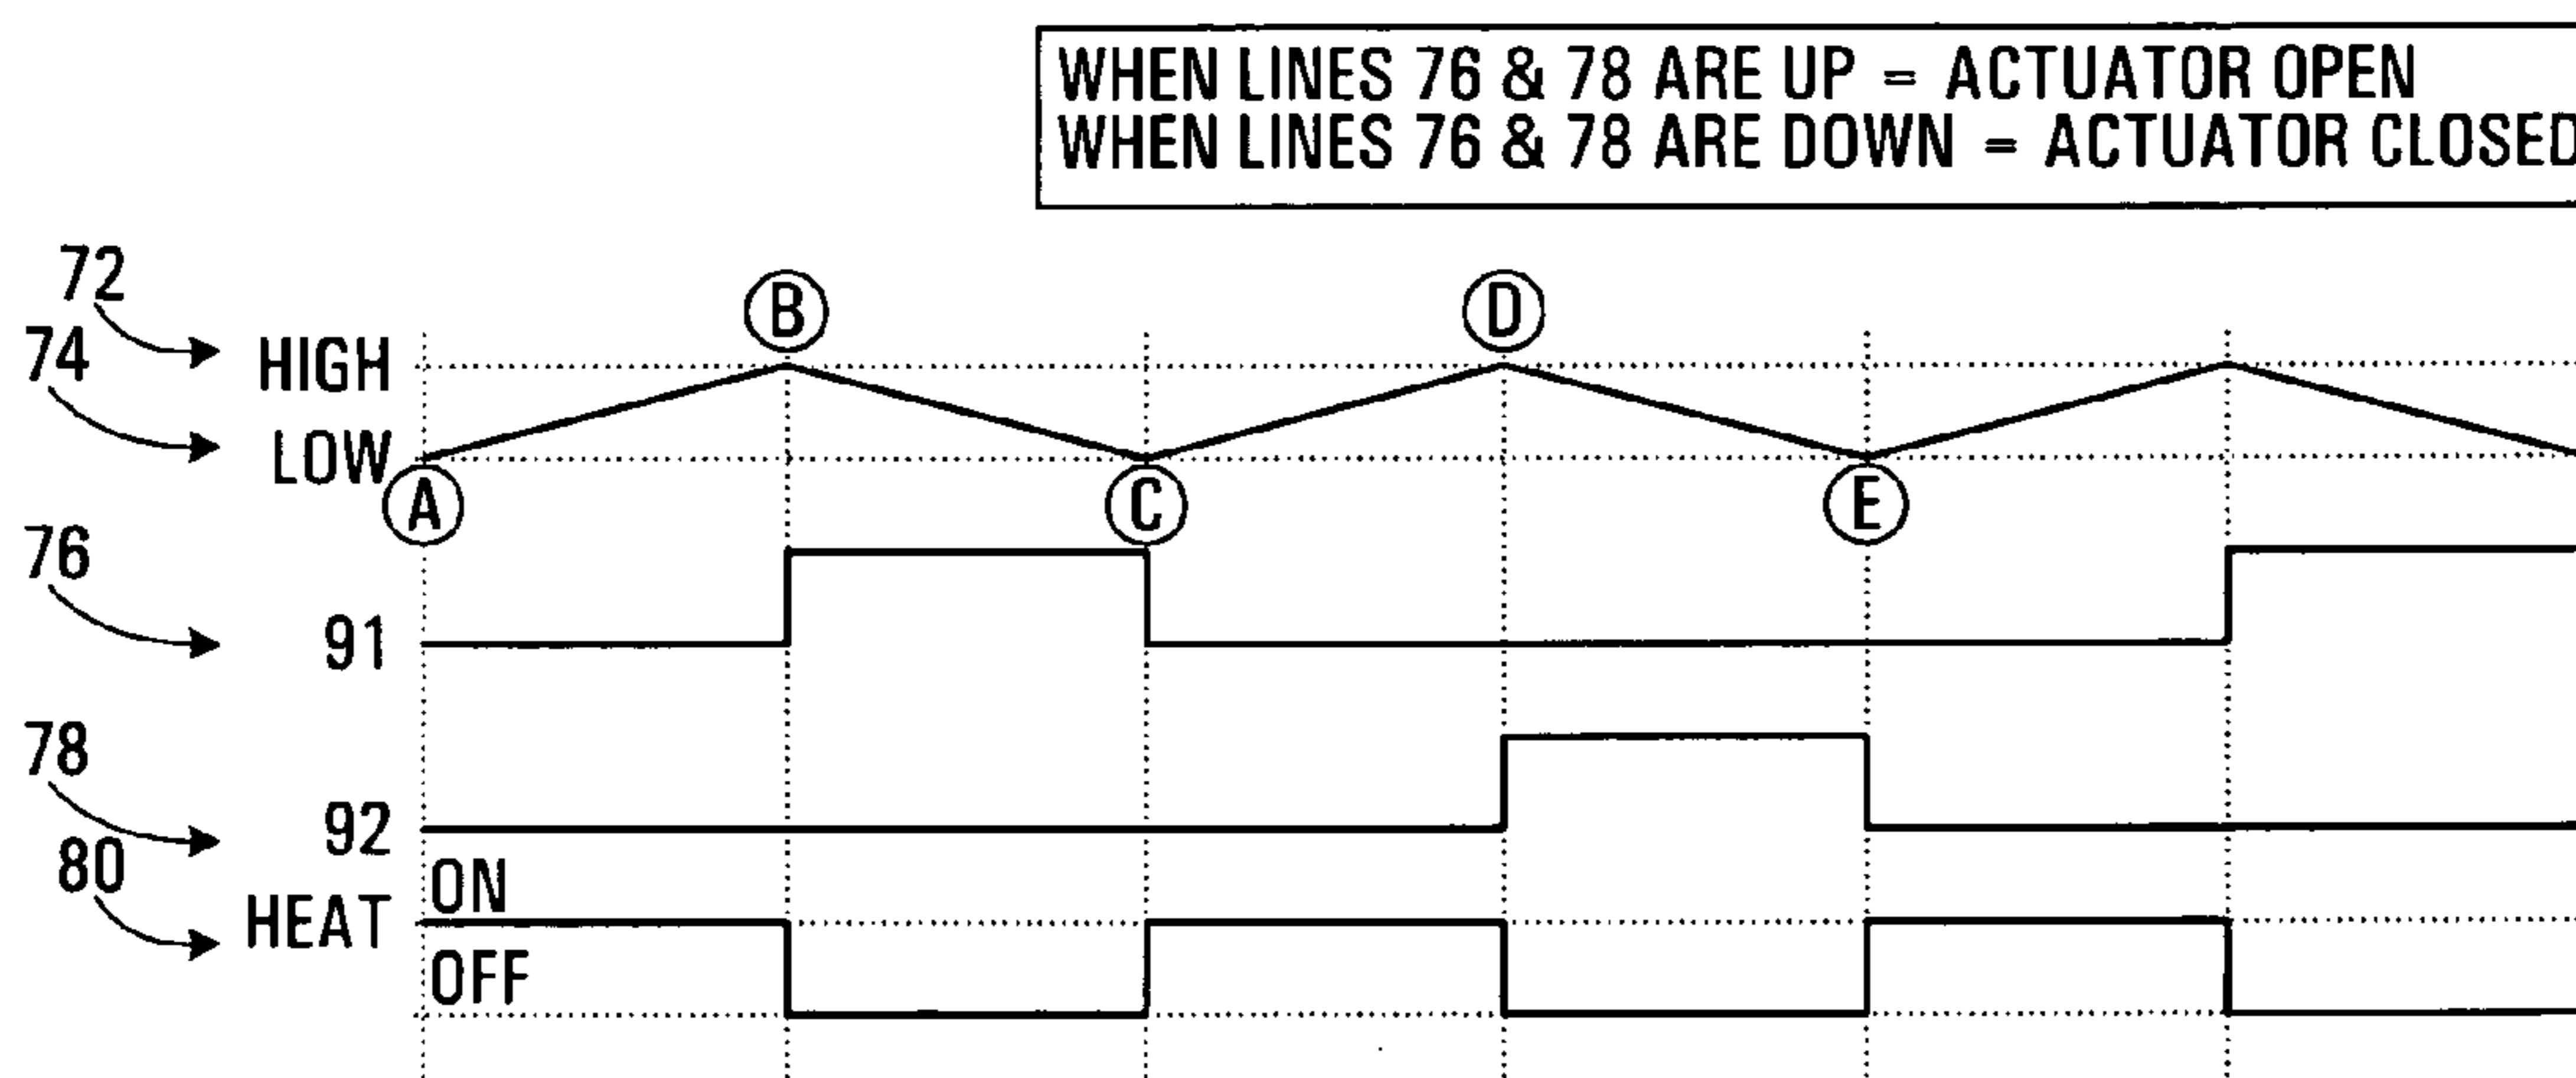 WHEN LINES 76 & 78 ARE UP = ACTUATOR OPEN
WHEN LINES 76 & 78 ARE DOWN = ACTUATOR CLOSED
72
B
D
74
HIGH
LOW
A
C
E
76
91
78
92
80
ON
HEAT
OFF